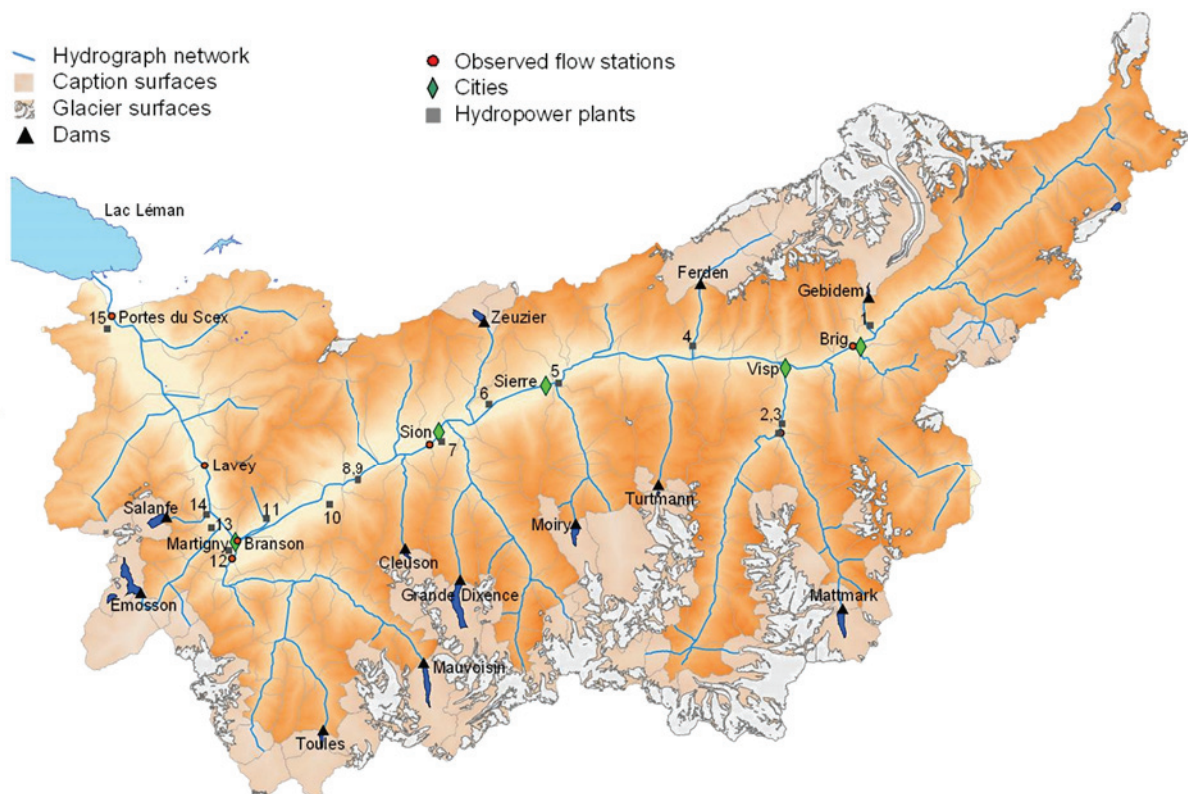 Hydrograph network
Caption surfaces
Glacier surfaces
Dams
Observed flow stations
Cities
Hydropower plants
Lac Léman
Ferden
Gebidem
1
Zeuzier
15
Portes du Scex
4
Brig
Visp
Sierre
5
6
2,3
Sion
7
Lavey
8,9
Turtmann
14
Salanfe
11
10
13
Moiry
Martigny
Branson
12
Cleuson
Grande Dixence
Mattmark
Emosson
Mauvoisin
Toules